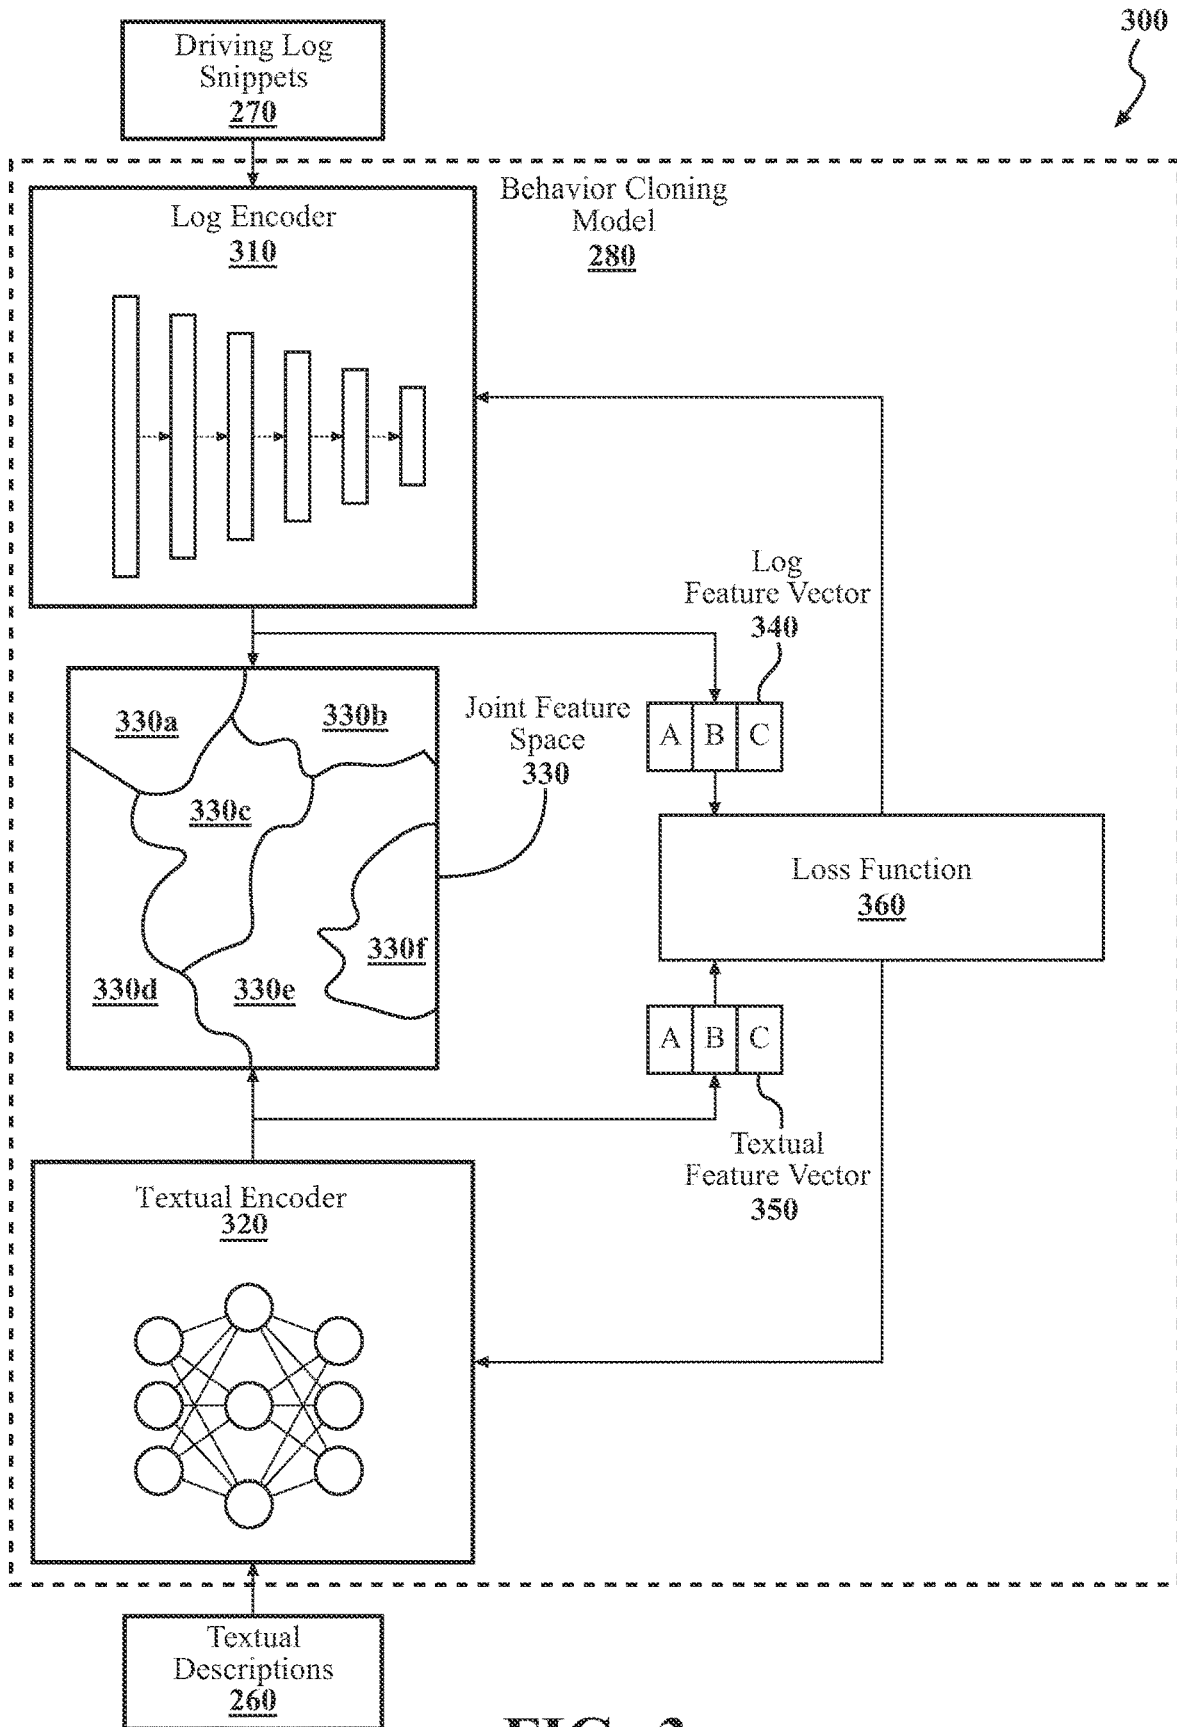 300
Driving Log
Snippets
270
Behavior Cloning
Model
280
Log Encoder
310
Log
Feature Vector
340
A B C
330a
330b
330c
330d
330e
330f
Joint Feature
Space
330
Loss Function
360
A B C
Textual
Feature Vector
350
Textual Encoder
320
Textual
Descriptions
260